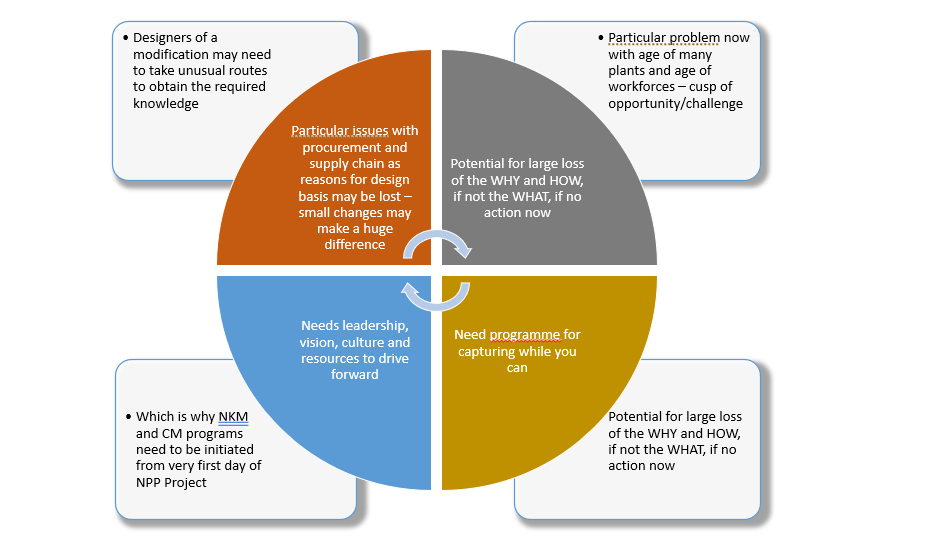 • Designers of a
modification may need
to take unusual routes
to obtain the required
knowledge
• Particular problem now
with age of many
plants and age of
workforces – cusp of
opportunity/challenge
Particular issues with
procurement and
supply chain as
reasons for design
basis may be lost –
small changes may
make a huge
difference
Potential for large loss
of the WHY and HOW,
if not the WHAT, if no
action now
Needs leadership,
vision, culture and
resources to drive
forward
Need programme for
capturing while you
can
• Which is why NKM
and CM programs
need to be initiated
from very first day of
NPP Project
Potential for large loss
of the WHY and HOW,
if not the WHAT, if no
action now